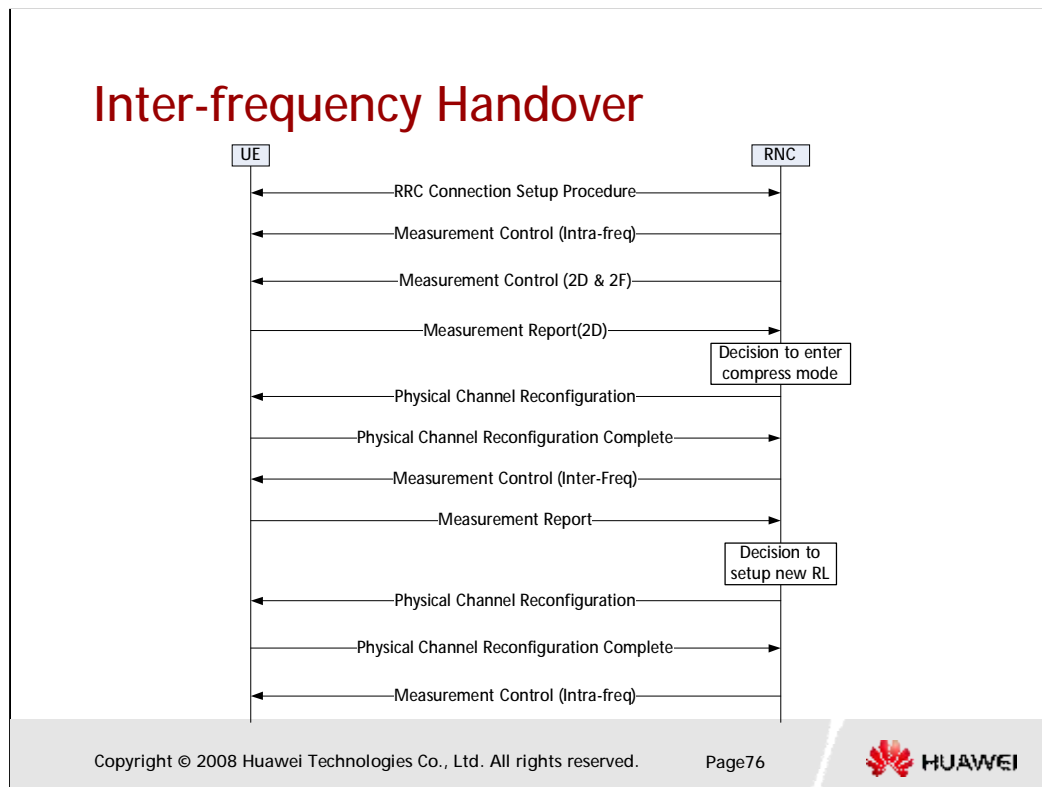 Inter-frequency Handover
UE
RNC
RRC Connection Setup Procedure
Measurement Control (Intra-freq)
Measurement Control (2D & 2F)
Measurement Report(2D)
Decision to enter
compress mode
Physical Channel Reconfiguration
Physical Channel Reconfiguration Complete
Measurement Control (Inter-Freq)
Measurement Report
Decision to
setup new RL
Physical Channel Reconfiguration
Physical Channel Reconfiguration Complete
Measurement Control (Intra-freq)
Copyright © 2008 Huawei Technologies Co., Ltd. All rights reserved.
Page76
HUAWEI